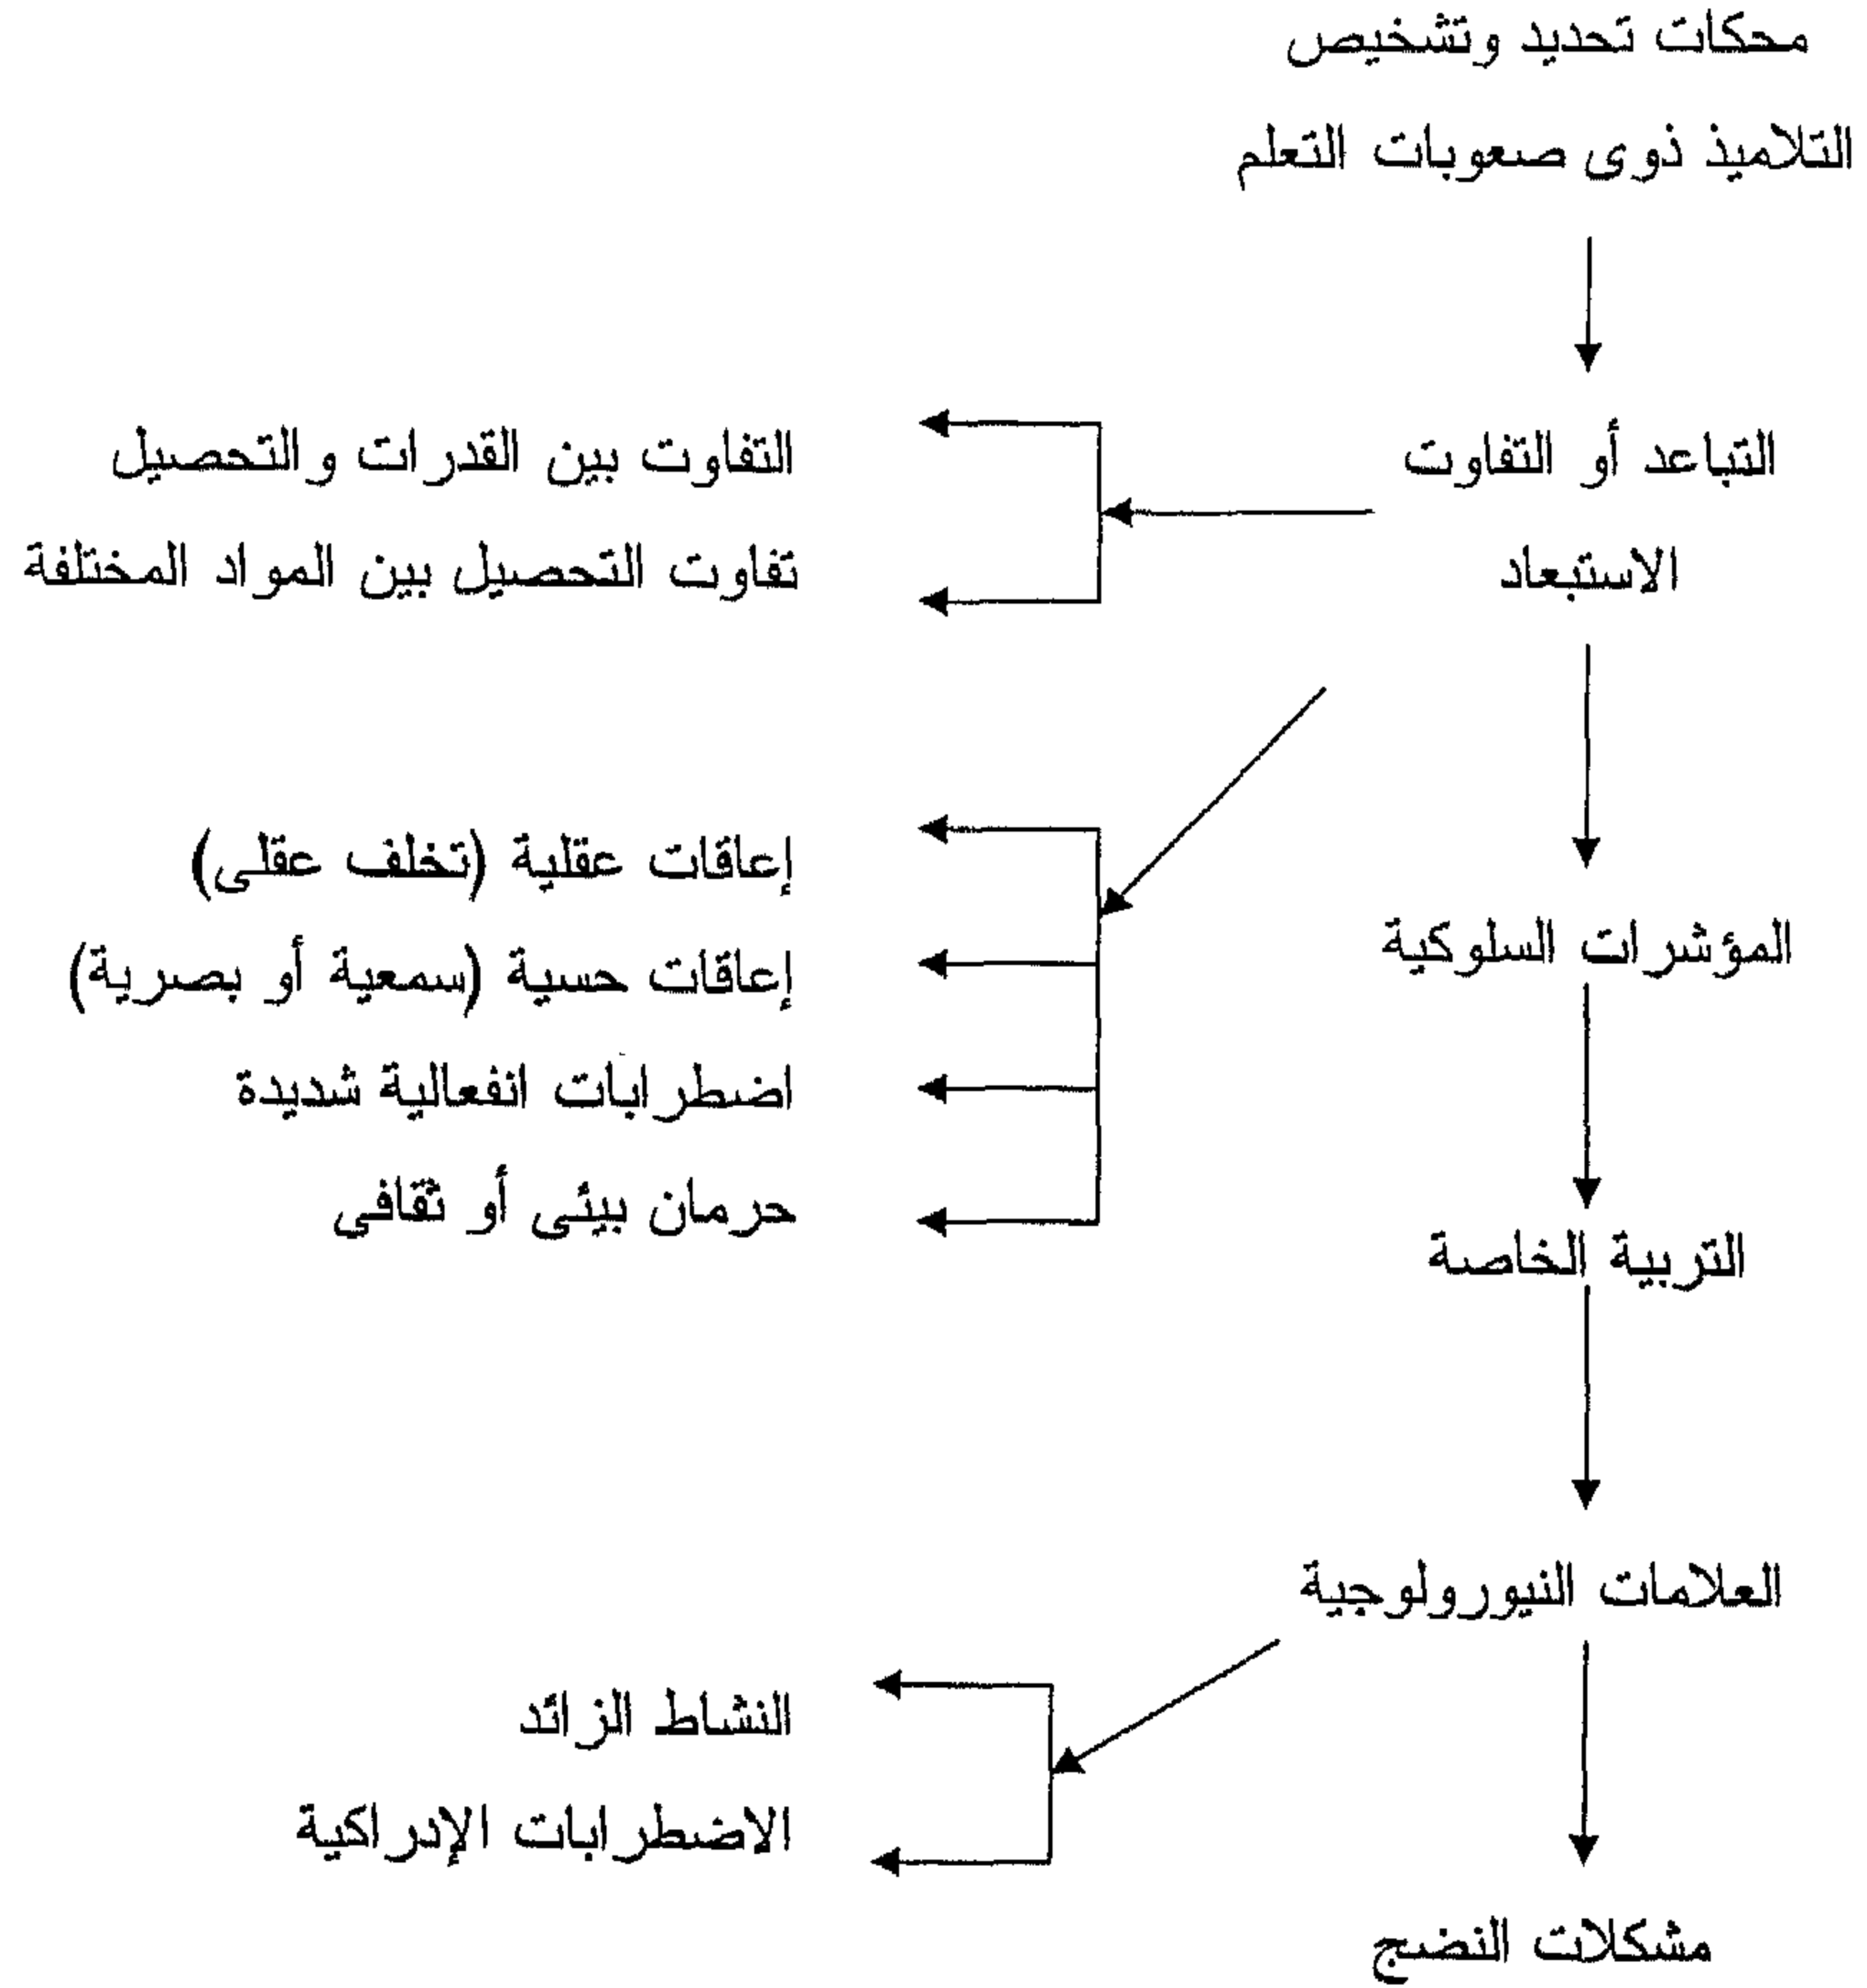 محكات تحديد وتشخيص
التلاميذ ذوى صعوبات التعلم
التباعد أو التفاوت
التفاوت بين القدرات والتحصيل
الاستبعاد
تفاوت التحصيل بين المواد المختلفة
إعاقات عقلية (تخلف عقلى)
المؤشرات السلوكية
إعاقات حسية (سمعية أو بصرية)
اضطرابات انفعالية شديدة
حرمان بيئى أو ثقافي
التربية الخاصة
العلامات النيورولوجية
النشاط الزائد
الاضطرابات الإدراكية
مشكلات النضج